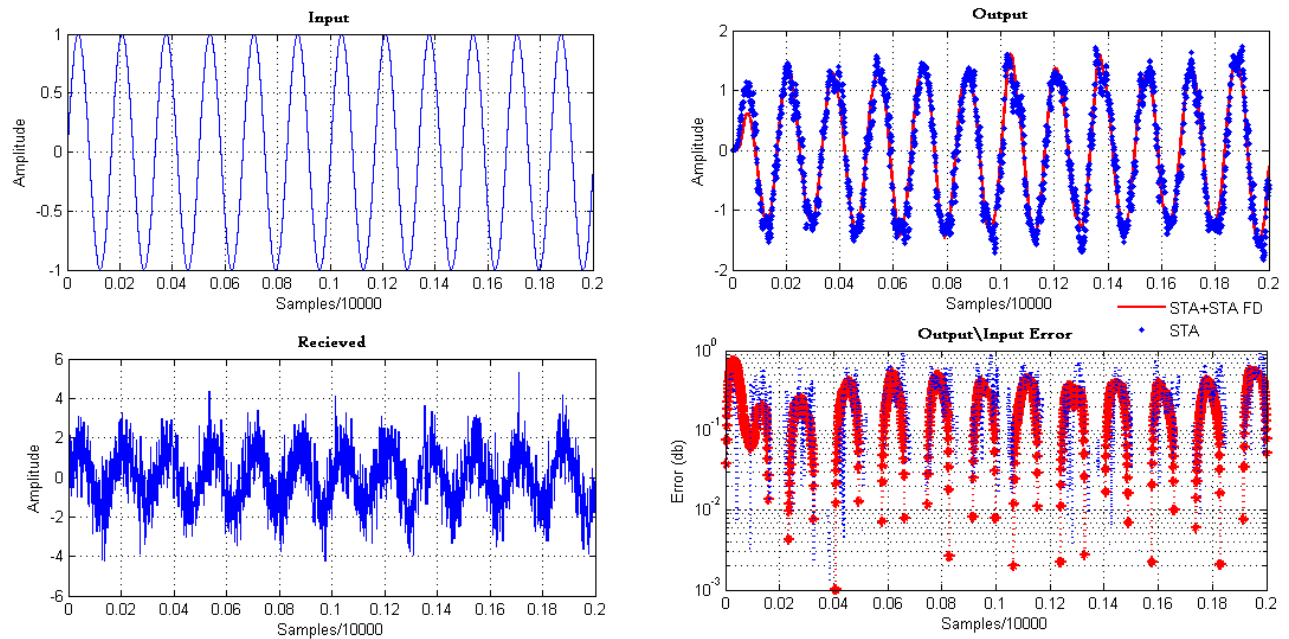 Input
1
0.5
0
-0.5
-1
Amplitude
0 0.02 0.04 0.06 0.08 0.1 0.12 0.14 0.16 0.18 0.2
Samples/10000
Output
2
1
0
-1
-2
Amplitude
0 0.02 0.04 0.06 0.08 0.1 0.12 0.14 0.16 0.18 0.2
Samples/10000
STA+STA FD
STA
Recieved
6
4
2
0
-2
-4
-6
Amplitude
0 0.02 0.04 0.06 0.08 0.1 0.12 0.14 0.16 0.18 0.2
Samples/10000
Output\Input Error
10^0
10^-1
10^-2
10^-3
Error (db)
0 0.02 0.04 0.06 0.08 0.1 0.12 0.14 0.16 0.18 0.2
Samples/10000